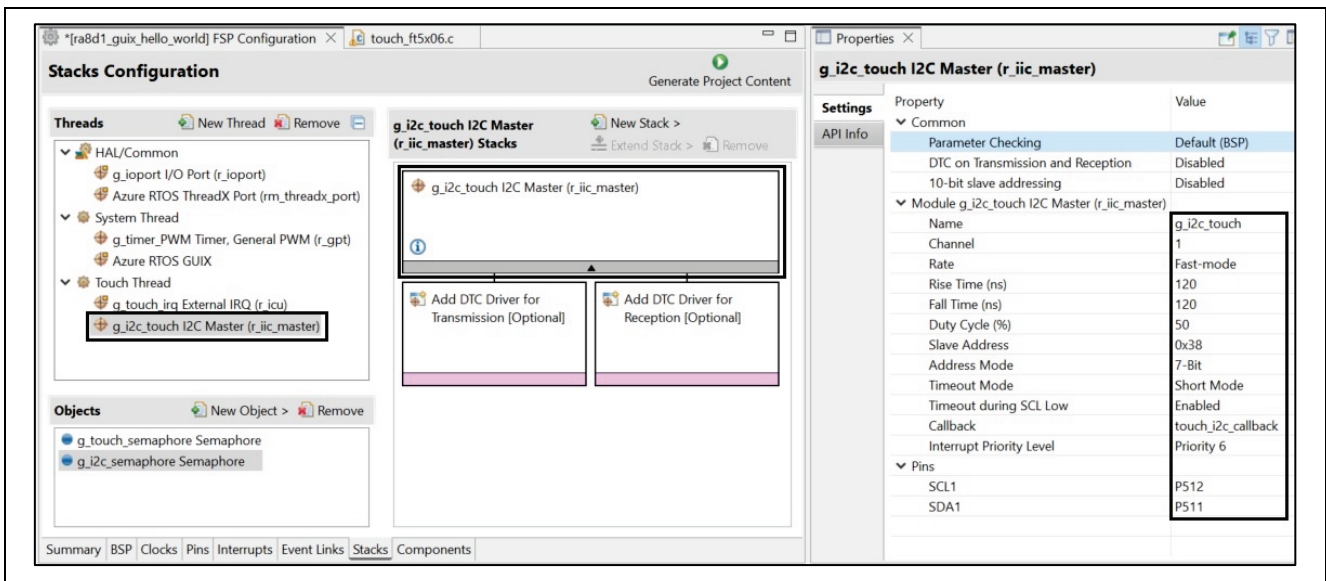 *[ra8d1_guix_hello_world] FSP Configuration
touch_ft5x06.c
Stacks Configuration
Generate Project Content
Threads
New Thread
Remove
HAL/Common
g_ioport I/O Port (r_ioport)
Azure RTOS ThreadX Port (rm_threadx_port)
System Thread
g_timer_PWM Timer, General PWM (r_gpt)
Azure RTOS GUIX
Touch Thread
g_touch_irq External IRQ (r_icu)
g_i2c_touch I2C Master (r_iic_master)
Objects
New Object >
Remove
g_touch_semaphore Semaphore
g_i2c_semaphore Semaphore
g_i2c_touch I2C Master
(r_iic_master) Stacks
New Stack >
Extend Stack >
Remove
g_i2c_touch I2C Master (r_iic_master)
Add DTC Driver for
Transmission [Optional]
Add DTC Driver for
Reception [Optional]
Summary BSP Clocks Pins Interrupts Event Links Stacks Components
Properties
g_i2c_touch I2C Master (r_iic_master)
Settings
API Info
Property Value
Common
Parameter Checking Default (BSP)
DTC on Transmission and Reception Disabled
10-bit slave addressing Disabled
Module g_i2c_touch I2C Master (r_iic_master)
Name g_i2c_touch
Channel 1
Rate Fast-mode
Rise Time (ns) 120
Fall Time (ns) 120
Duty Cycle (%) 50
Slave Address 0x38
Address Mode 7-Bit
Timeout Mode Short Mode
Timeout during SCL Low Enabled
Callback touch_i2c_callback
Interrupt Priority Level Priority 6
Pins
SCL1 P512
SDA1 P511